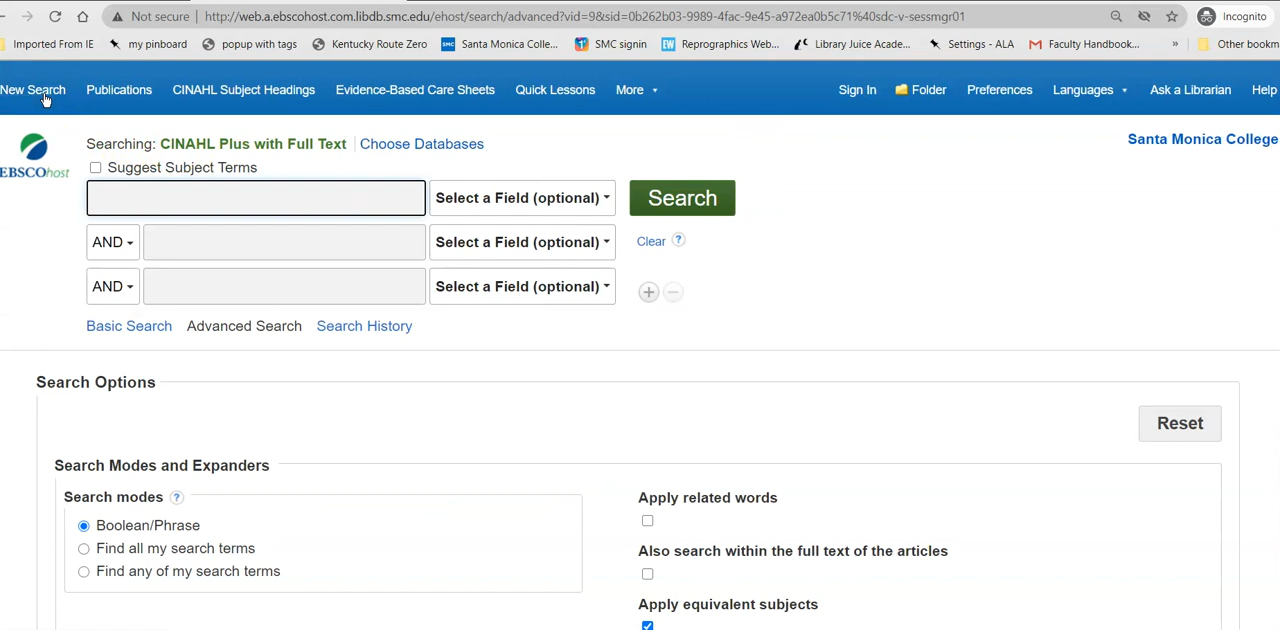 Not secure | http://web.a.ebscohost.com.libdb.smc.edu/ehost/search/advanced?vid=9&sid=0b262b03-9989-4fac-9e45-a972ea0b5c71%40sdc-v-sessmgr01 Incognito
Imported From IE my pinboard popup with tags Kentucky Route Zero SMC Santa Monica Colle... SMC signin EW Reprographics Web... Library Juice Acade... Settings - ALA Faculty Handbook... » Other bookm
New Search Publications CINAHL Subject Headings Evidence-Based Care Sheets Quick Lessons More Sign In Folder Preferences Languages Ask a Librarian Help
Searching: CINAHL Plus with Full Text Choose Databases Santa Monica College
Suggest Subject Terms
EBSCOhost
Select a Field (optional) Search
AND Select a Field (optional) Clear ?
AND Select a Field (optional) + −
Basic Search Advanced Search Search History
Search Options
Reset
Search Modes and Expanders
Search modes ?
Boolean/Phrase
Find all my search terms
Find any of my search terms
Apply related words
Also search within the full text of the articles
Apply equivalent subjects